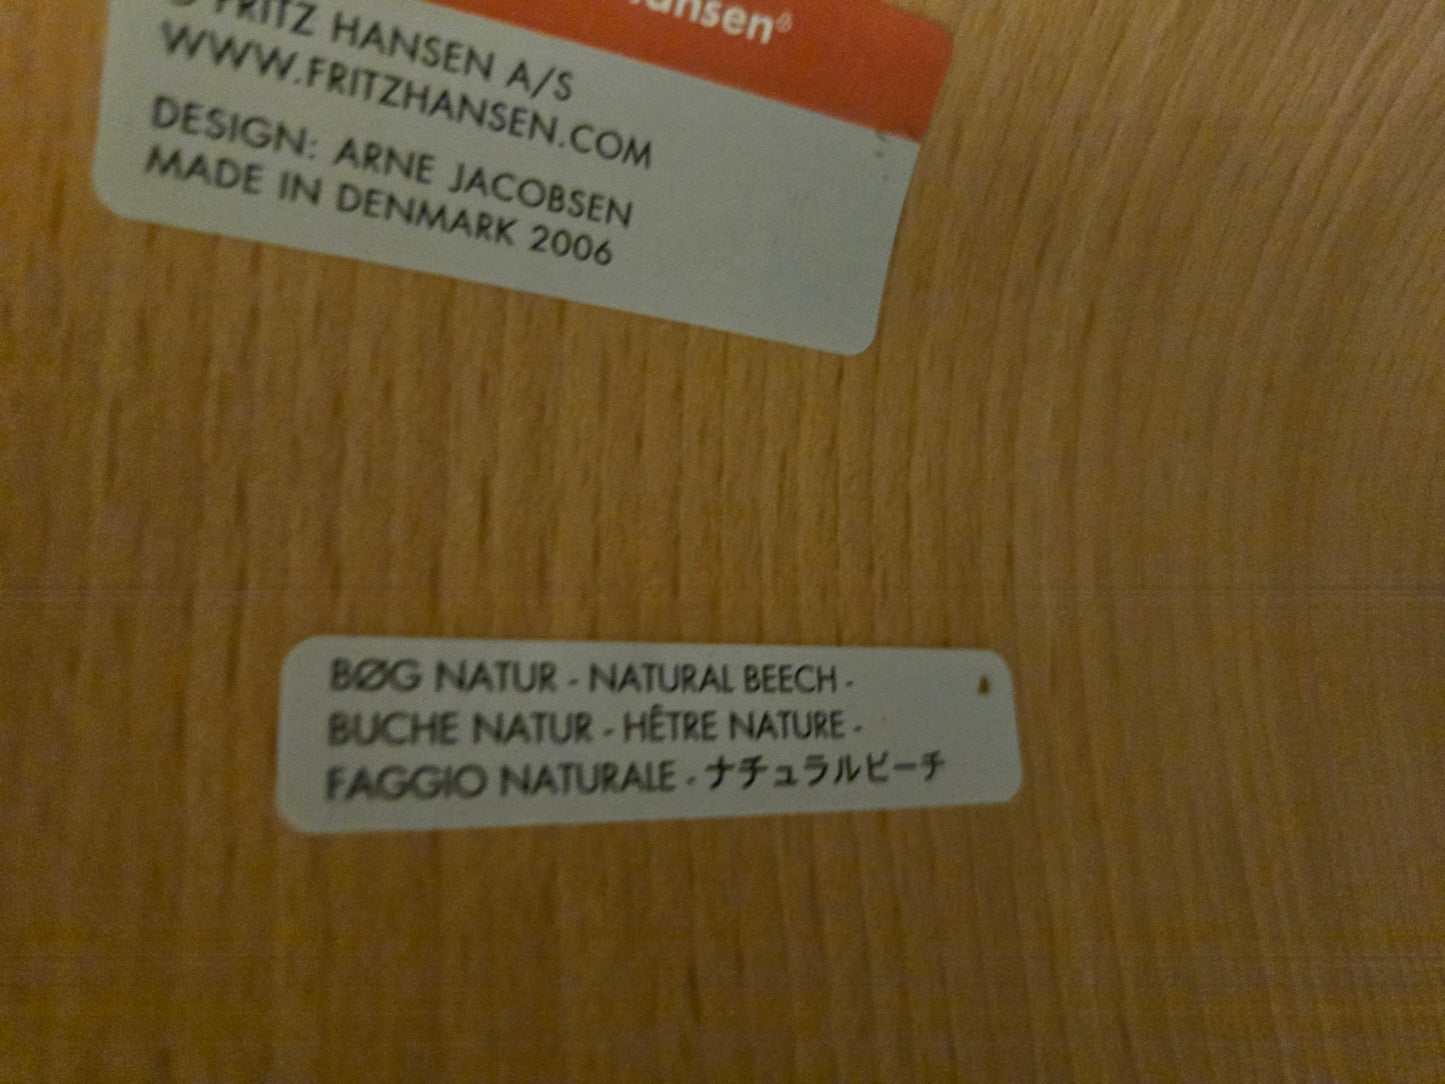 Hansen®
© FRITZ HANSEN A/S
WWW.FRITZHANSEN.COM
DESIGN: ARNE JACOBSEN
MADE IN DENMARK 2006
BØG NATUR - NATURAL BEECH -
BUCHE NATUR - HÊTRE NATURE -
FAGGIO NATURALE - ナチュラルビーチ